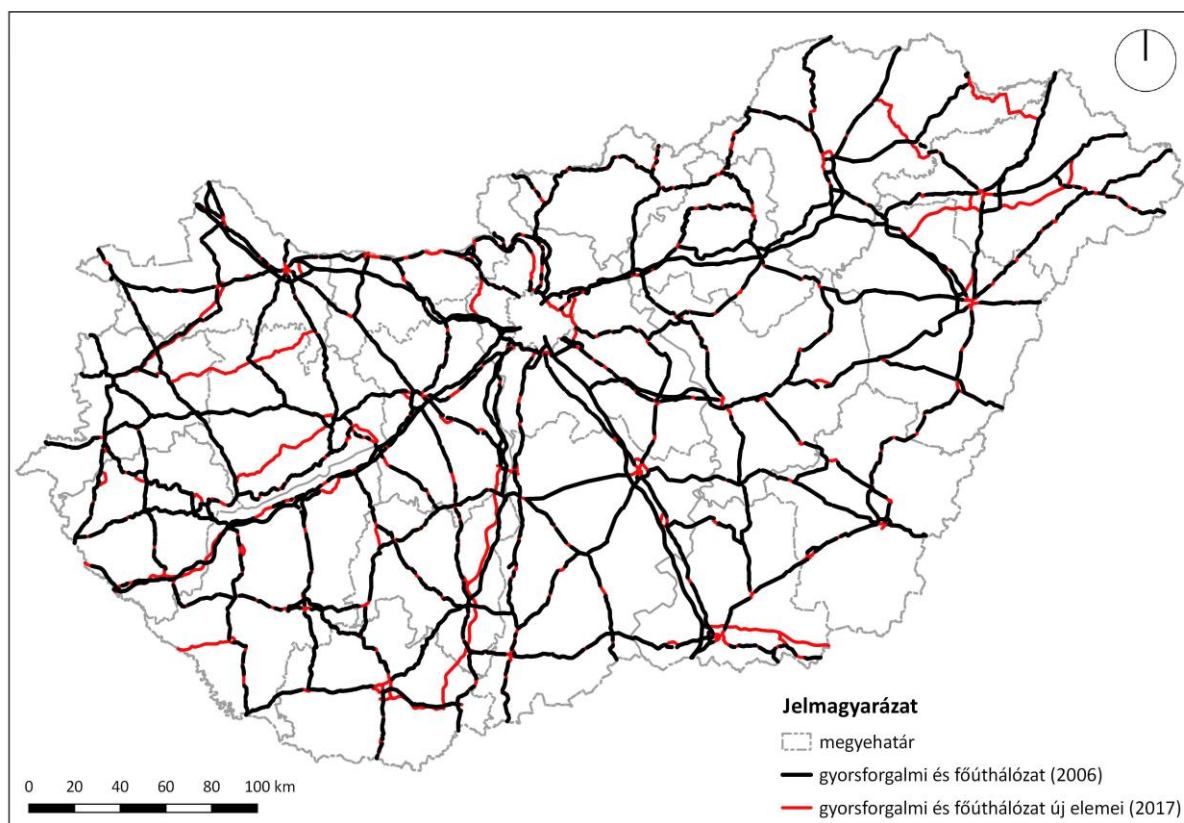 Jelmagyarázat
megyehatár
gyorsforgalmi és főúthálózat (2006)
gyorsforgalmi és főúthálózat új elemei (2017)
0 20 40 60 80 100 km